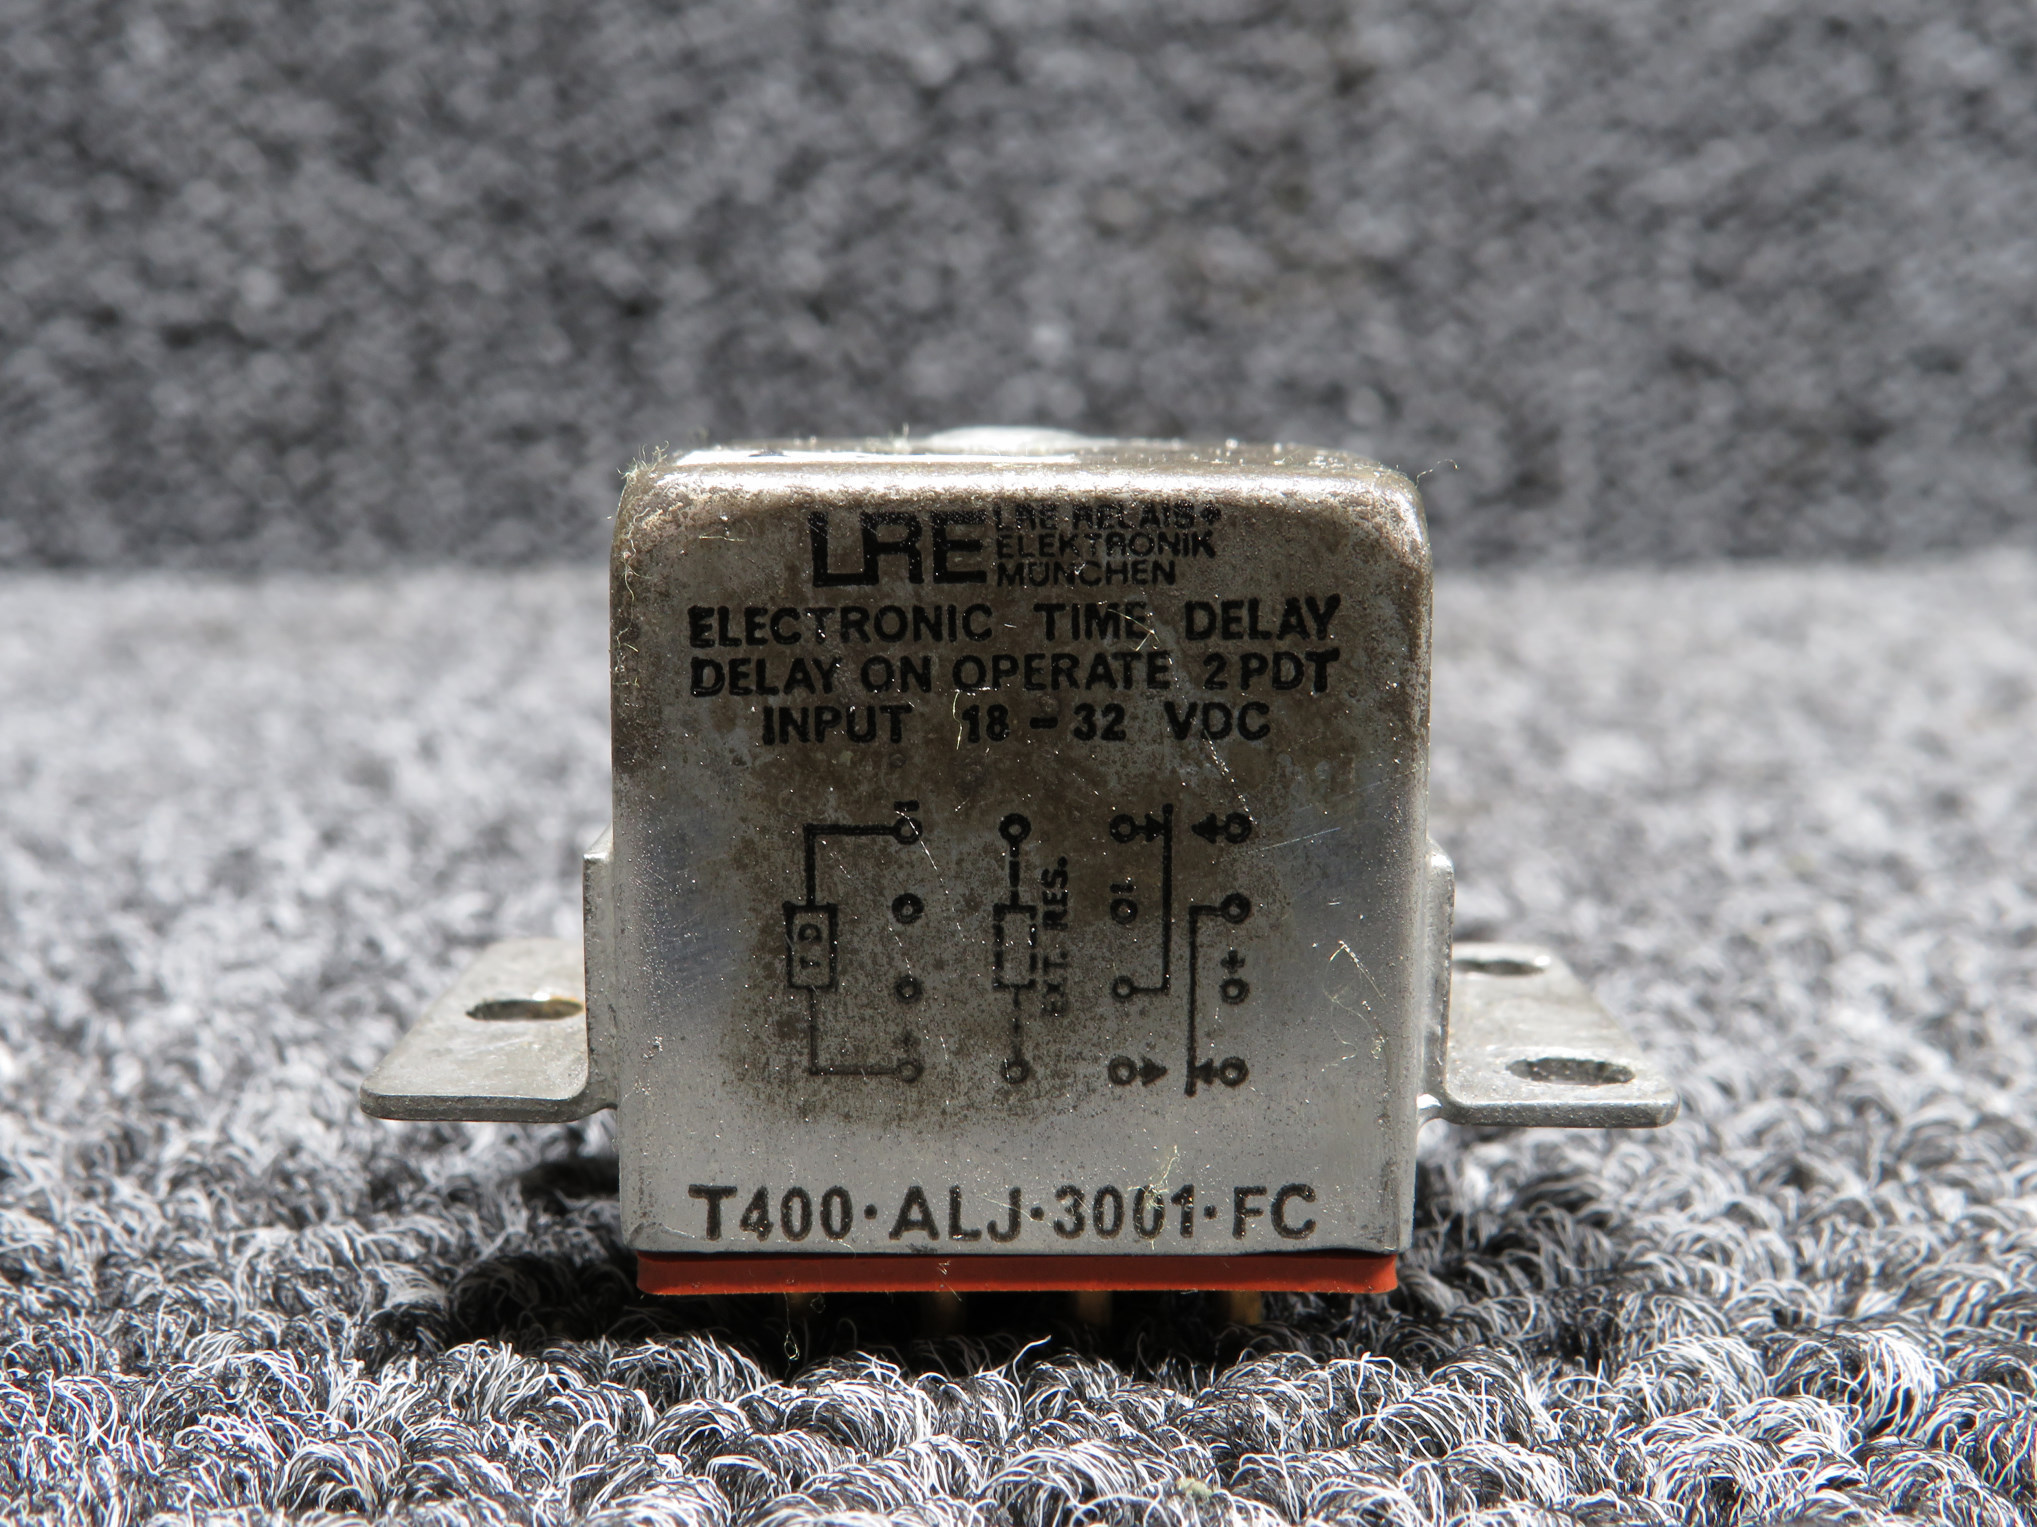 LRE LRE RELAIS+
ELEKTRONIK
MÜNCHEN
ELECTRONIC TIME DELAY
DELAY ON OPERATE 2PDT
INPUT 18-32 VDC
EXT. RES.
T400·ALJ·3001·FC